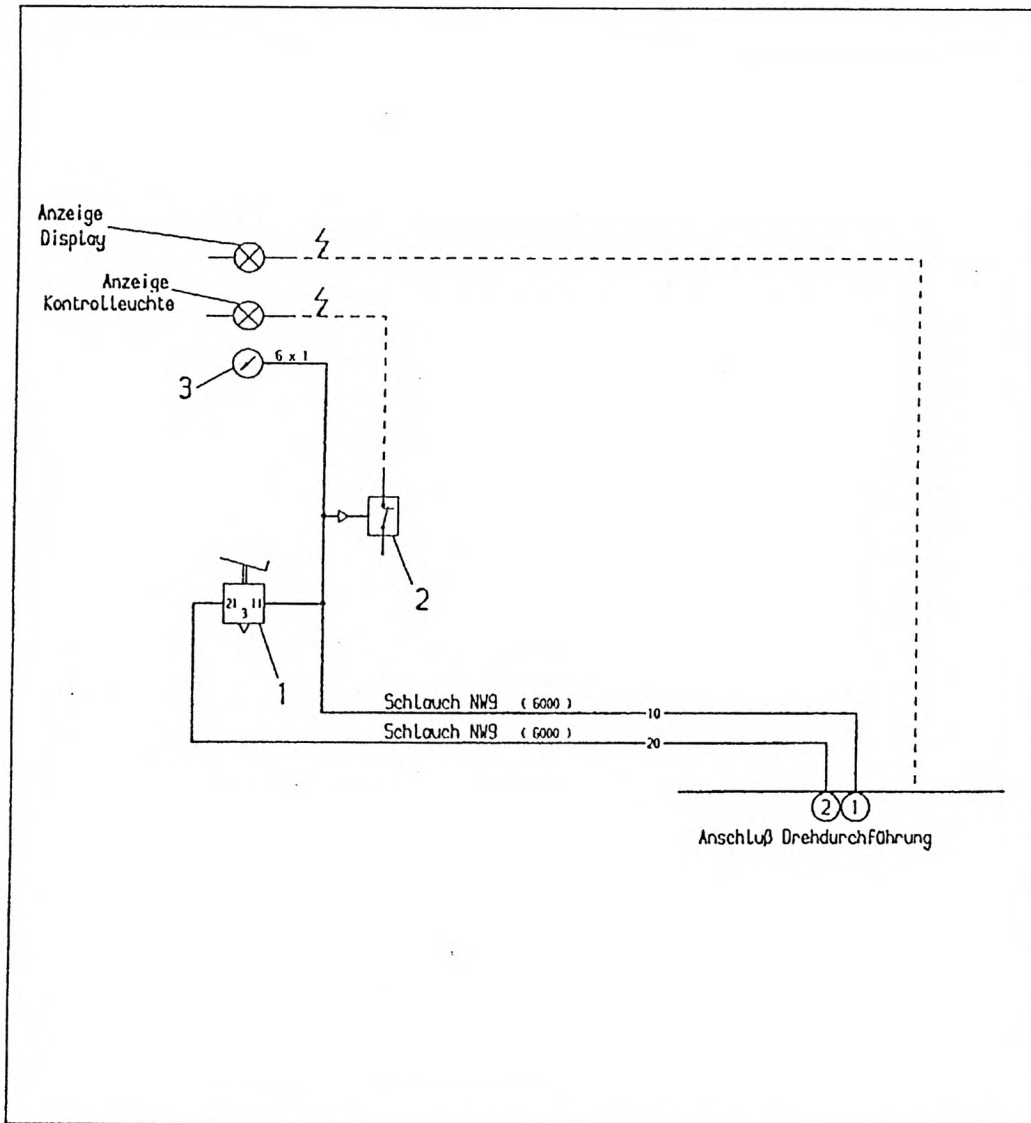 Anzeige
Display
Anzeige
Kontrolleuchte
6 x 1
3
2
21 3 11
1
Schlauch NW9 ( 6000 ) 10
Schlauch NW9 ( 6000 ) 20
2 1
Anschluß Drehdurchführung